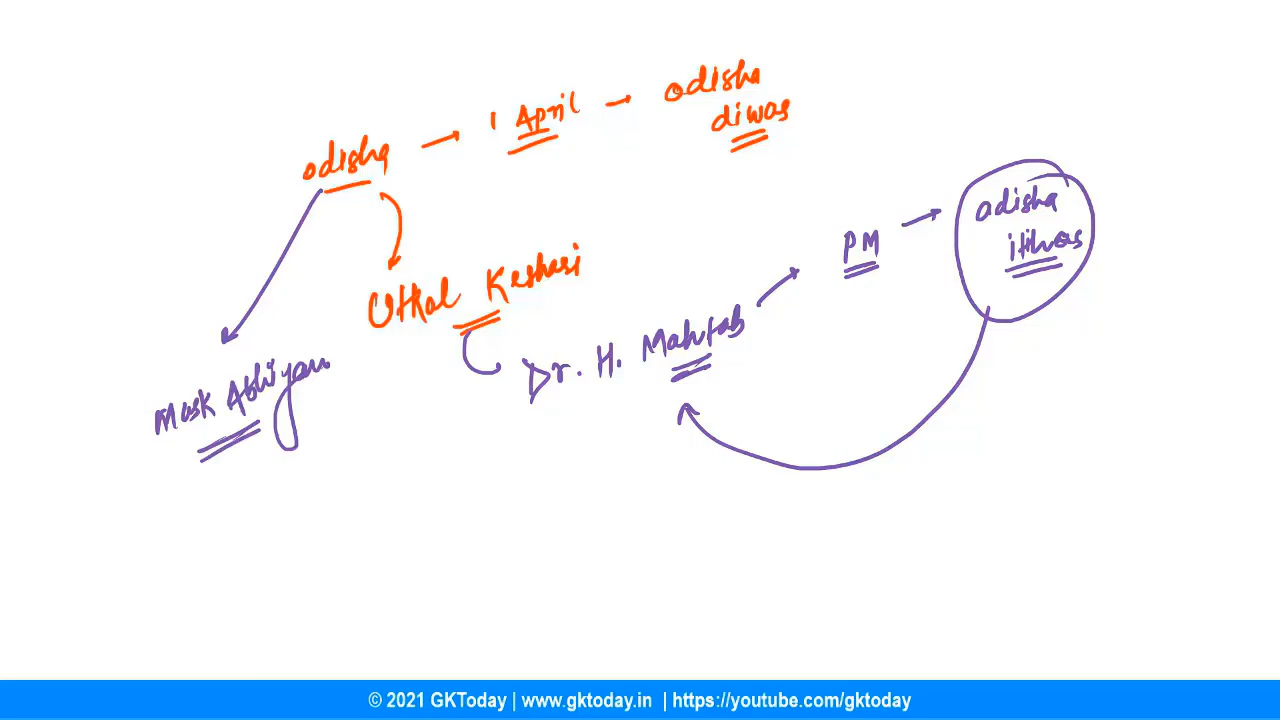 odisha → 1 April → odisha
diwas
Utkal Keshari
Dr. H. Mahtab → PM → odisha
itihas
Mask Abhiyan
© 2021 GKToday | www.gktoday.in | https://youtube.com/gktoday